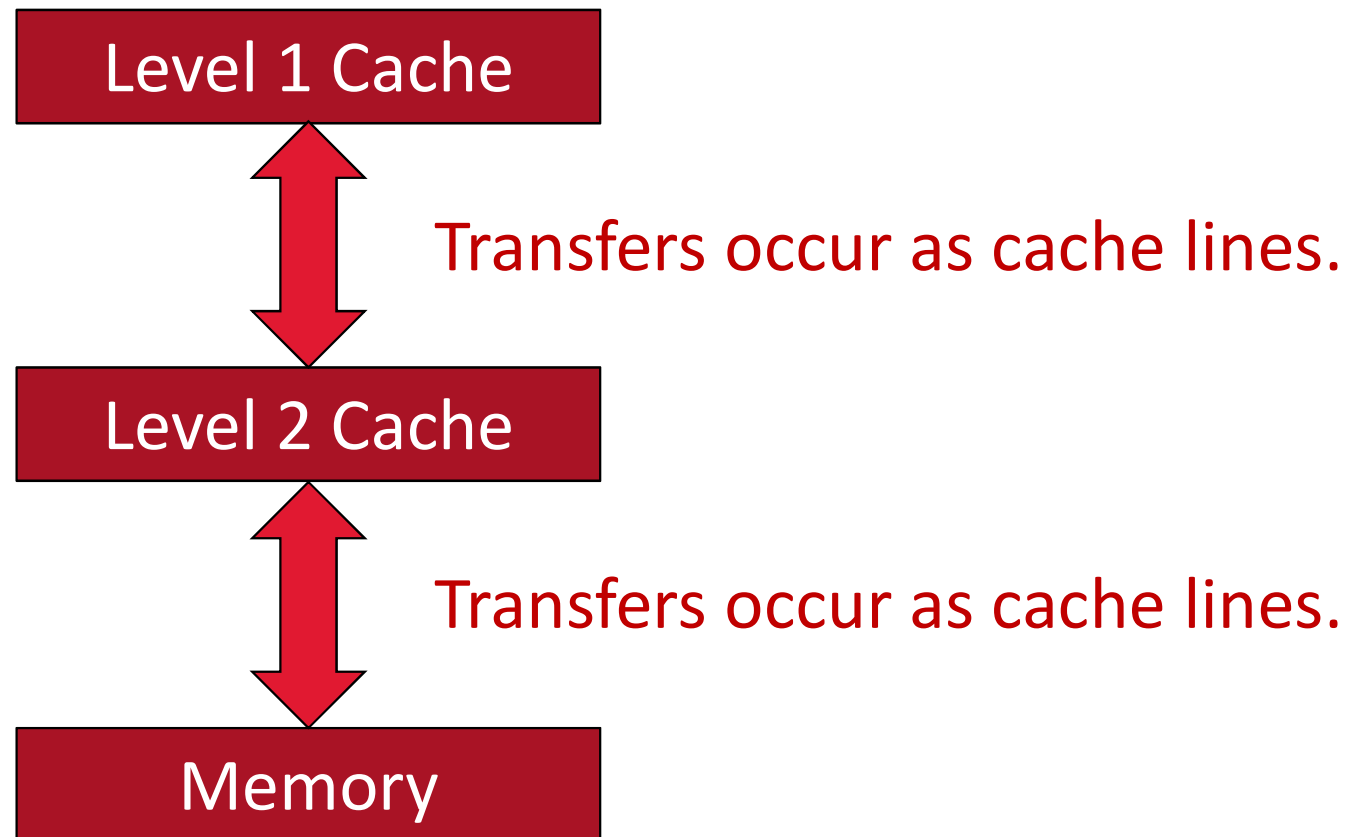 Level 1 Cache
Transfers occur as cache lines.
Level 2 Cache
Transfers occur as cache lines.
Memory